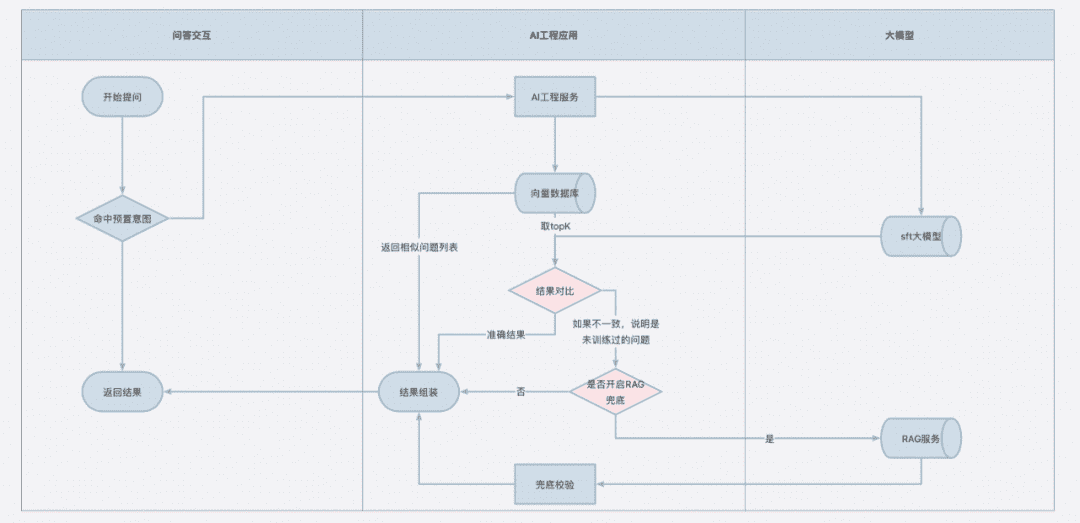 问答交互
AI工程应用
大模型
开始提问
AI工程服务
向量数据库
命中预置意图
取topK
sft大模型
返回相似问题列表
结果对比
如果不一致，说明是
未训练过的问题
准确结果
是否开启RAG
兜底
返回结果
结果组装
否
是
RAG服务
兜底校验